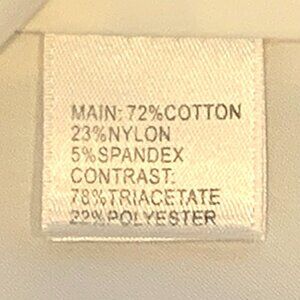 MAIN: 72%COTTON
23%NYLON
5%SPANDEX
CONTRAST:
78%TRIACETATE
22%POLYESTER